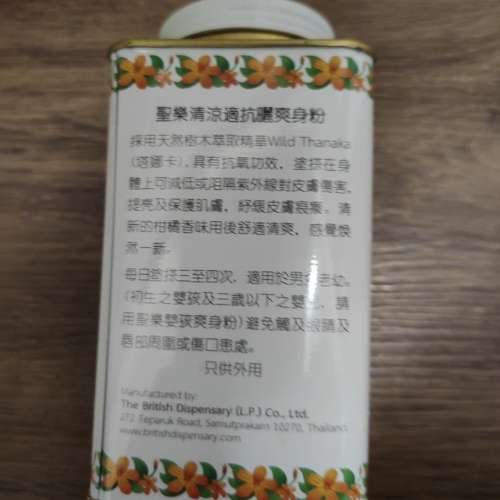 聖樂清涼適抗曬爽身粉
採用天然樹木萃取精華Wild Thanaka
(塔娜卡),具有抗氧功效,塗搽在身
體上可減低或阻隔紫外線對皮膚傷害,
提亮及保護肌膚,紓緩皮膚痕癢。清
新的柑橘香味用後舒適清爽,感覺煥
然一新。
每日塗搽三至四次,適用於男女老幼。
(初生之嬰孩及三歲以下之嬰孩,請
用聖樂嬰孩爽身粉)避免觸及眼睛及
唇部周圍或傷口患處。
只供外用
Manufactured by:
The British Dispensary (L.P.) Co., Ltd.
272 Teparuk Road, Samutprakarn 10270, Thailand
www.britishdispensary.com